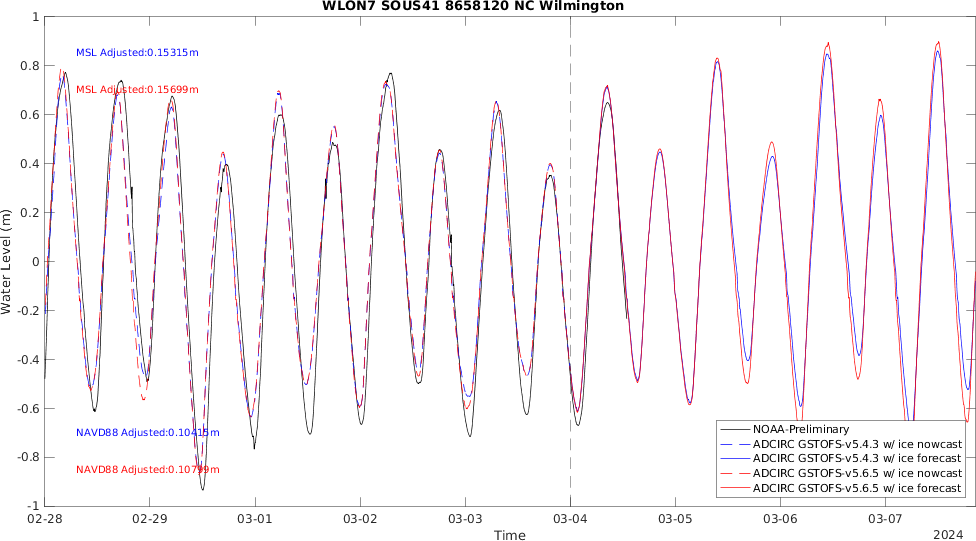 WLON7 SOUS41 8658120 NC Wilmington
1
0.8
0.6
0.4
0.2
0
-0.2
-0.4
-0.6
-0.8
-1
Water Level (m)
MSL Adjusted:0.15315m
MSL Adjusted:0.15699m
NAVD88 Adjusted:0.10415m
NAVD88 Adjusted:0.10799m
NOAA-Preliminary
ADCIRC GSTOFS-v5.4.3 w/ ice nowcast
ADCIRC GSTOFS-v5.4.3 w/ ice forecast
ADCIRC GSTOFS-v5.6.5 w/ ice nowcast
ADCIRC GSTOFS-v5.6.5 w/ ice forecast
02-28 02-29 03-01 03-02 03-03 03-04 03-05 03-06 03-07
Time
2024